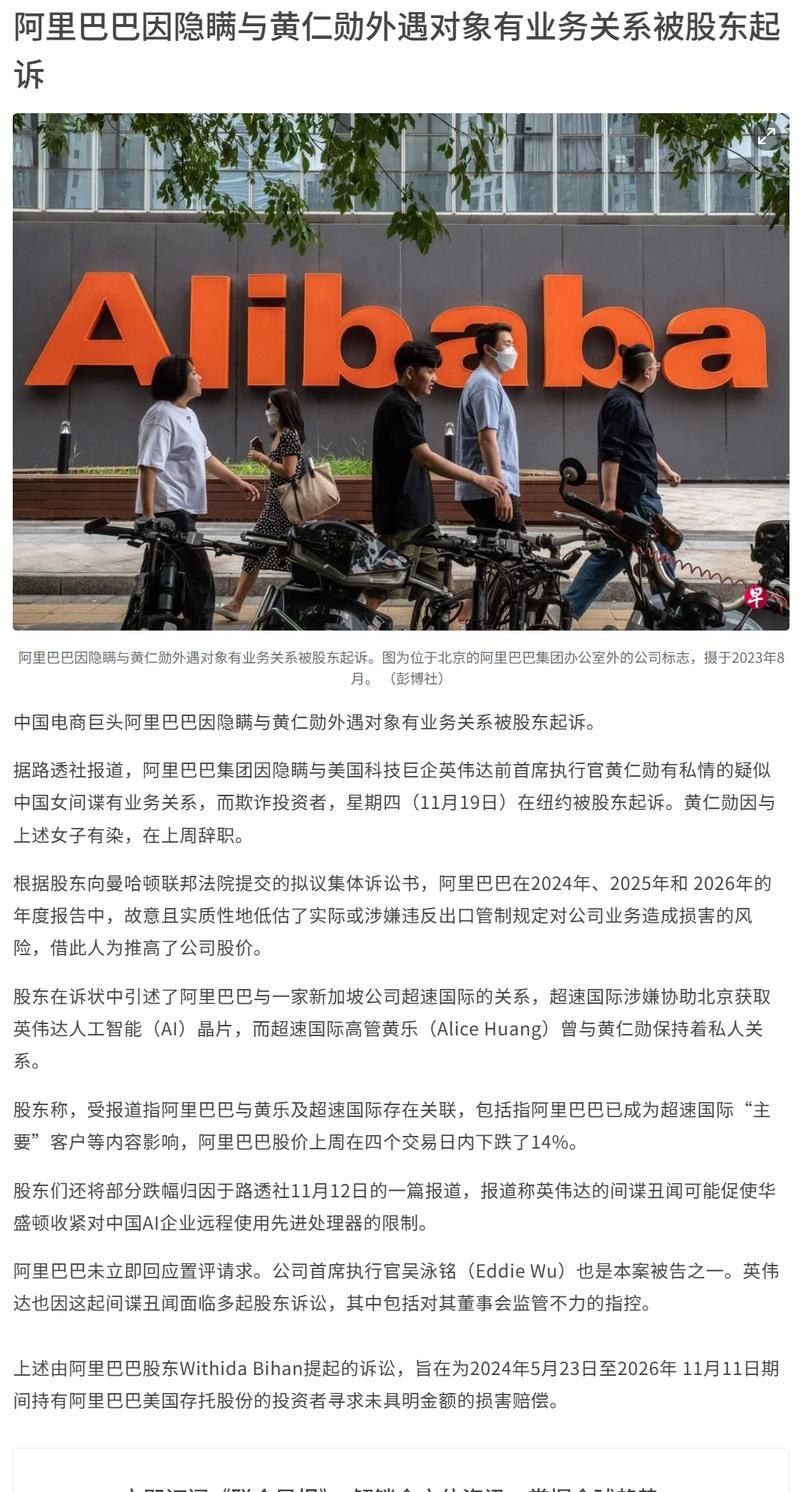 阿里巴巴因隐瞒与黄仁勋外遇对象有业务关系被股东起
诉
Alibaba
早
阿里巴巴因隐瞒与黄仁勋外遇对象有业务关系被股东起诉。图为位于北京的阿里巴巴集团办公室外的公司标志，摄于2023年8
月。 （彭博社）
中国电商巨头阿里巴巴因隐瞒与黄仁勋外遇对象有业务关系被股东起诉。
据路透社报道，阿里巴巴集团因隐瞒与美国科技巨企英伟达前首席执行官黄仁勋有私情的疑似
中国女间谍有业务关系，而欺诈投资者，星期四（11月19日）在纽约被股东起诉。黄仁勋因与
上述女子有染，在上周辞职。
根据股东向曼哈顿联邦法院提交的拟议集体诉讼书，阿里巴巴在2024年、2025年和 2026年的
年度报告中，故意且实质性地低估了实际或涉嫌违反出口管制规定对公司业务造成损害的风
险，借此人为推高了公司股价。
股东在诉状中引述了阿里巴巴与一家新加坡公司超速国际的关系，超速国际涉嫌协助北京获取
英伟达人工智能（AI）晶片，而超速国际高管黄乐（Alice Huang）曾与黄仁勋保持着私人关
系。
股东称，受报道指阿里巴巴与黄乐及超速国际存在关联，包括指阿里巴巴已成为超速国际“主
要”客户等内容影响，阿里巴巴股价上周在四个交易日内下跌了14%。
股东们还将部分跌幅归因于路透社11月12日的一篇报道，报道称英伟达的间谍丑闻可能促使华
盛顿收紧对中国AI企业远程使用先进处理器的限制。
阿里巴巴未立即回应置评请求。公司首席执行官吴泳铭（Eddie Wu）也是本案被告之一。英伟
达也因这起间谍丑闻面临多起股东诉讼，其中包括对其董事会监管不力的指控。
上述由阿里巴巴股东Withida Bihan提起的诉讼，旨在为2024年5月23日至2026年 11月11日期
间持有阿里巴巴美国存托股份的投资者寻求未具明金额的损害赔偿。